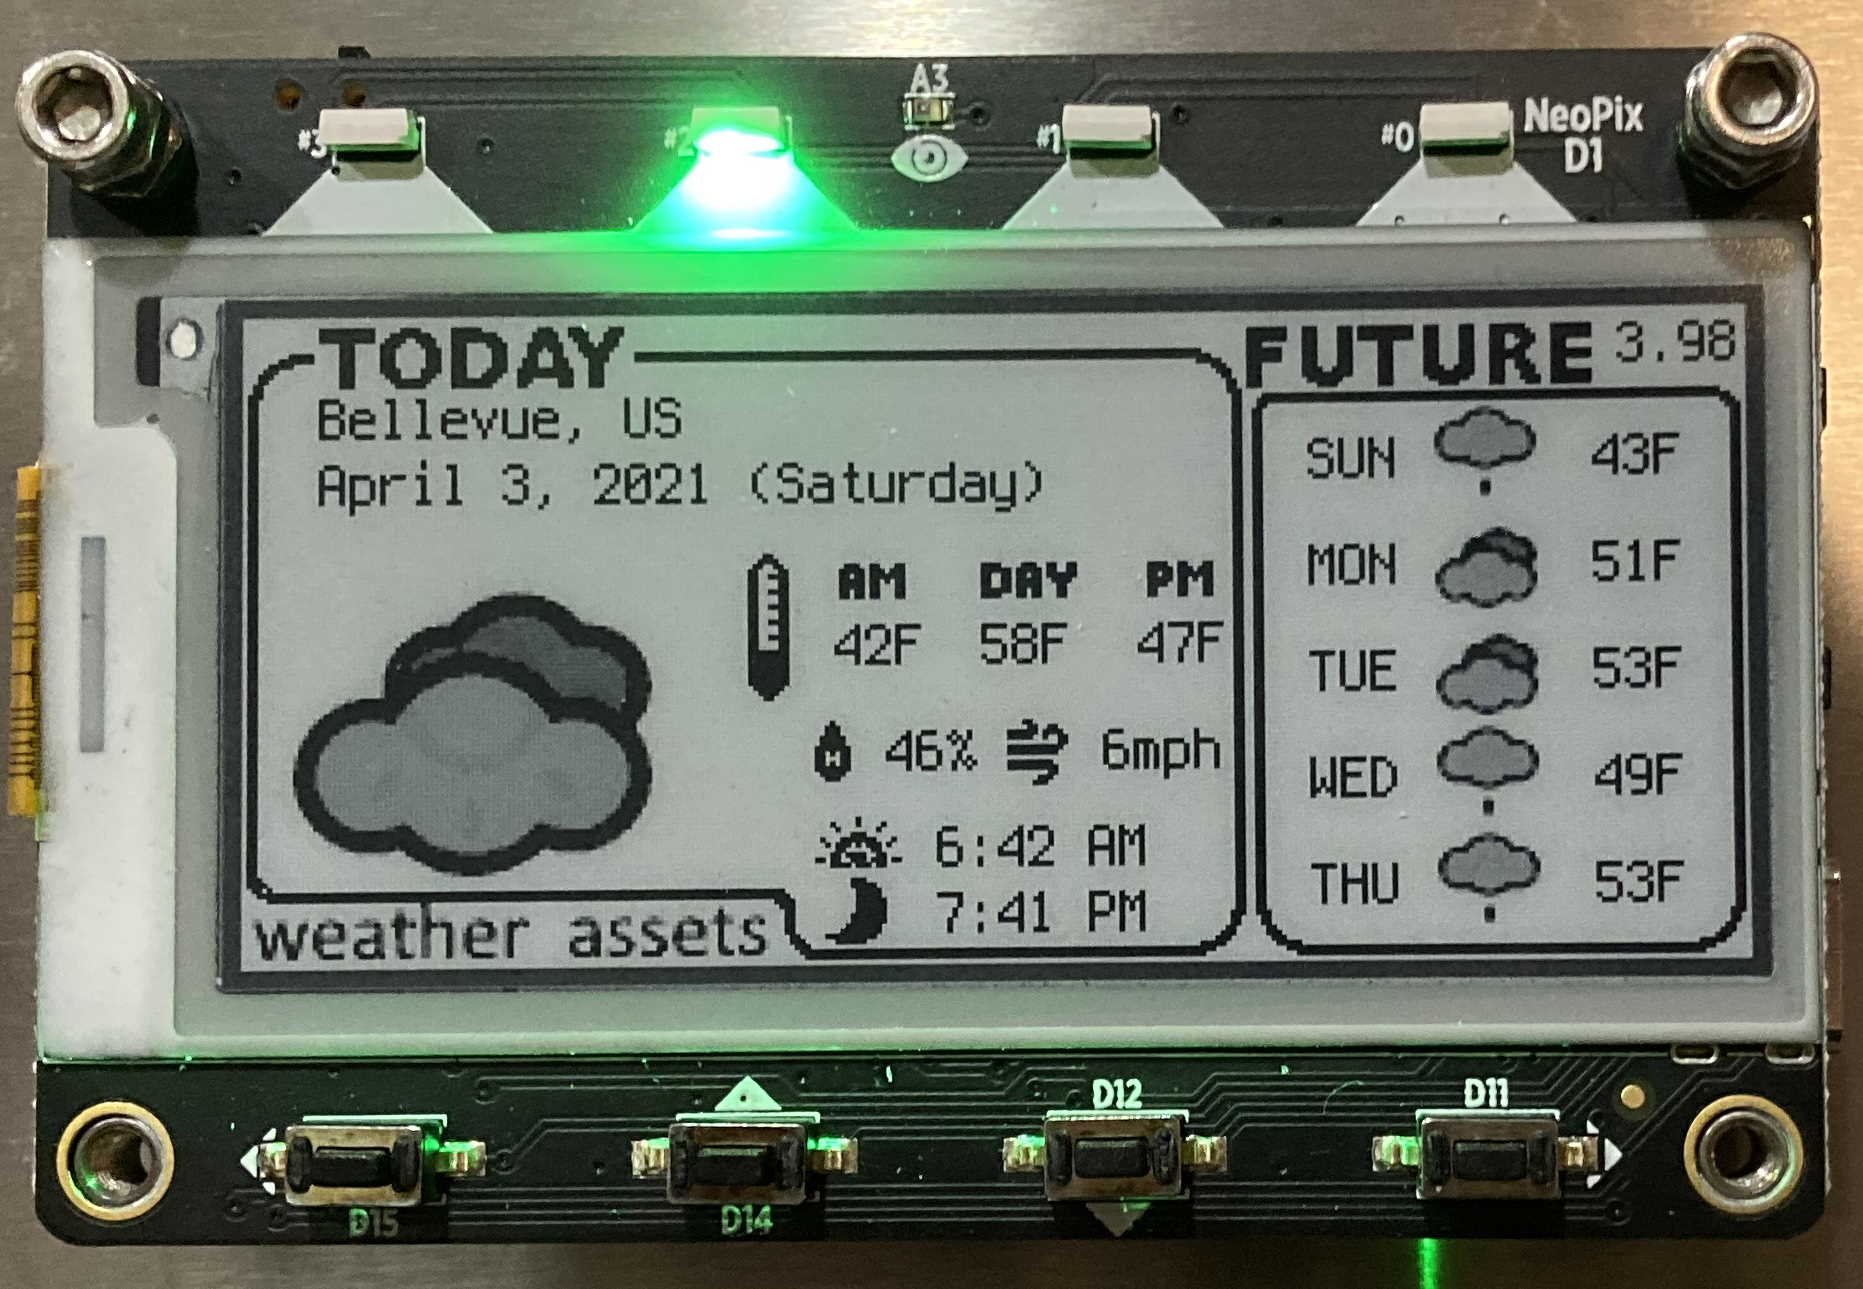 A3
#3
#2
#1
#0
NeoPix
D1
TODAY
Bellevue, US
April 3, 2021 (Saturday)
AM DAY PM
42F 58F 47F
H 46% 6mph
6:42 AM
7:41 PM
weather assets
FUTURE 3.98
SUN 43F
MON 51F
TUE 53F
WED 49F
THU 53F
D15
D14
D12
D11